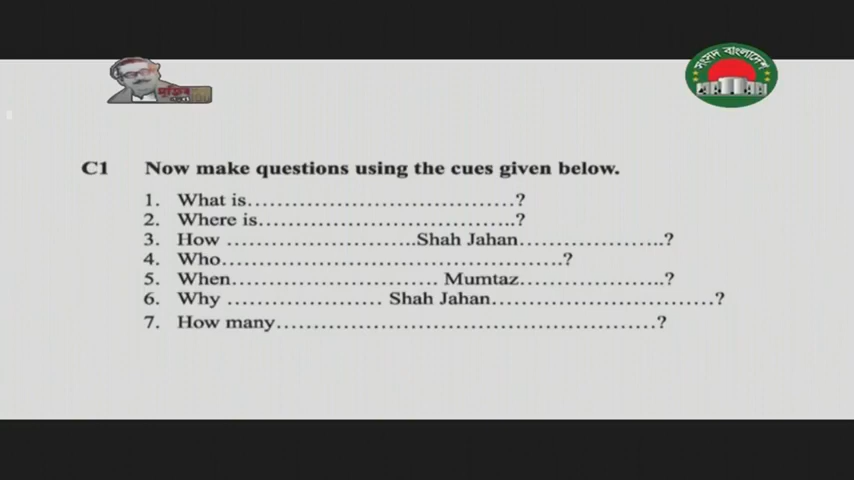 সংসদ বাংলাদেশ
মুজিব
C1 Now make questions using the cues given below.
1. What is....................................?
2. Where is...................................?
3. How .........................Shah Jahan...................?
4. Who..............................................?
5. When............................ Mumtaz...................?
6. Why ..................... Shah Jahan..............................?
7. How many...................................................?